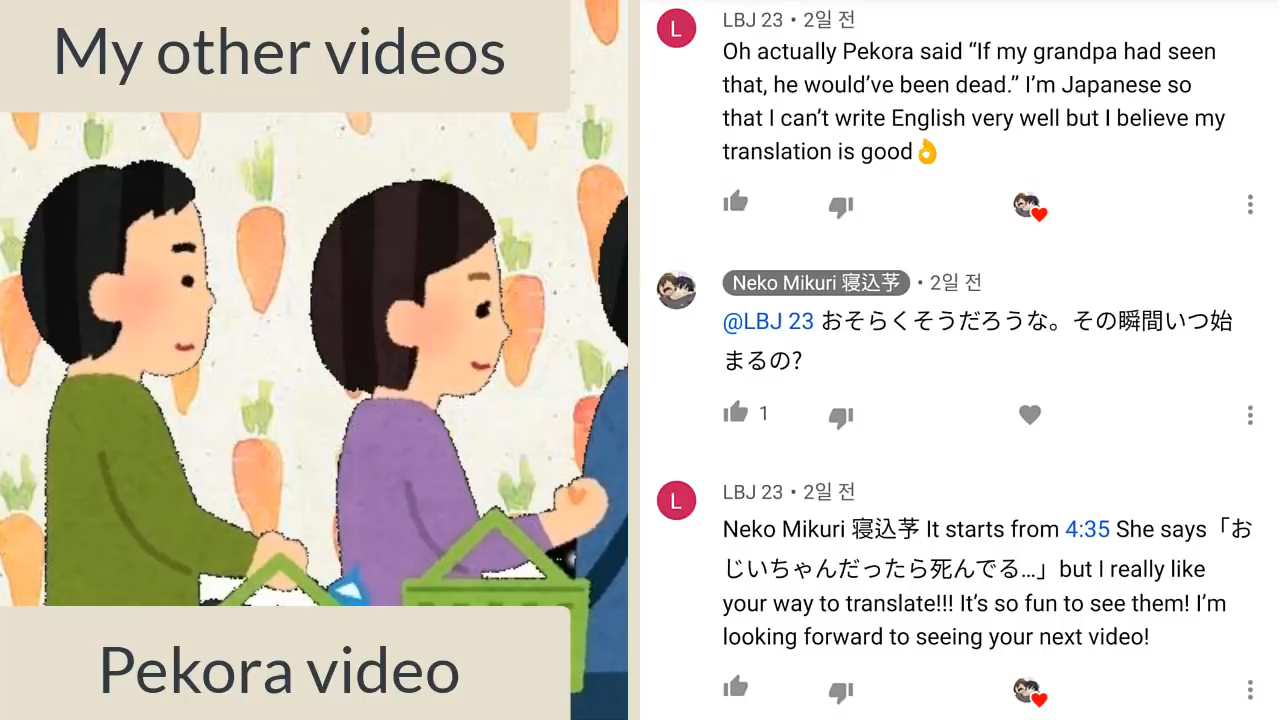 My other videos
Pekora video
L
LBJ 23 • 2일 전
Oh actually Pekora said “If my grandpa had seen
that, he would’ve been dead.” I’m Japanese so
that I can’t write English very well but I believe my
translation is good👌
Neko Mikuri 寝込茅 • 2일 전
@LBJ 23 おそらくそうだろうな。その瞬間いつ始
まるの?
1
L
LBJ 23 • 2일 전
Neko Mikuri 寝込茅 It starts from 4:35 She says「お
じいちゃんだったら死んでる…」but I really like
your way to translate!!! It’s so fun to see them! I’m
looking forward to seeing your next video!